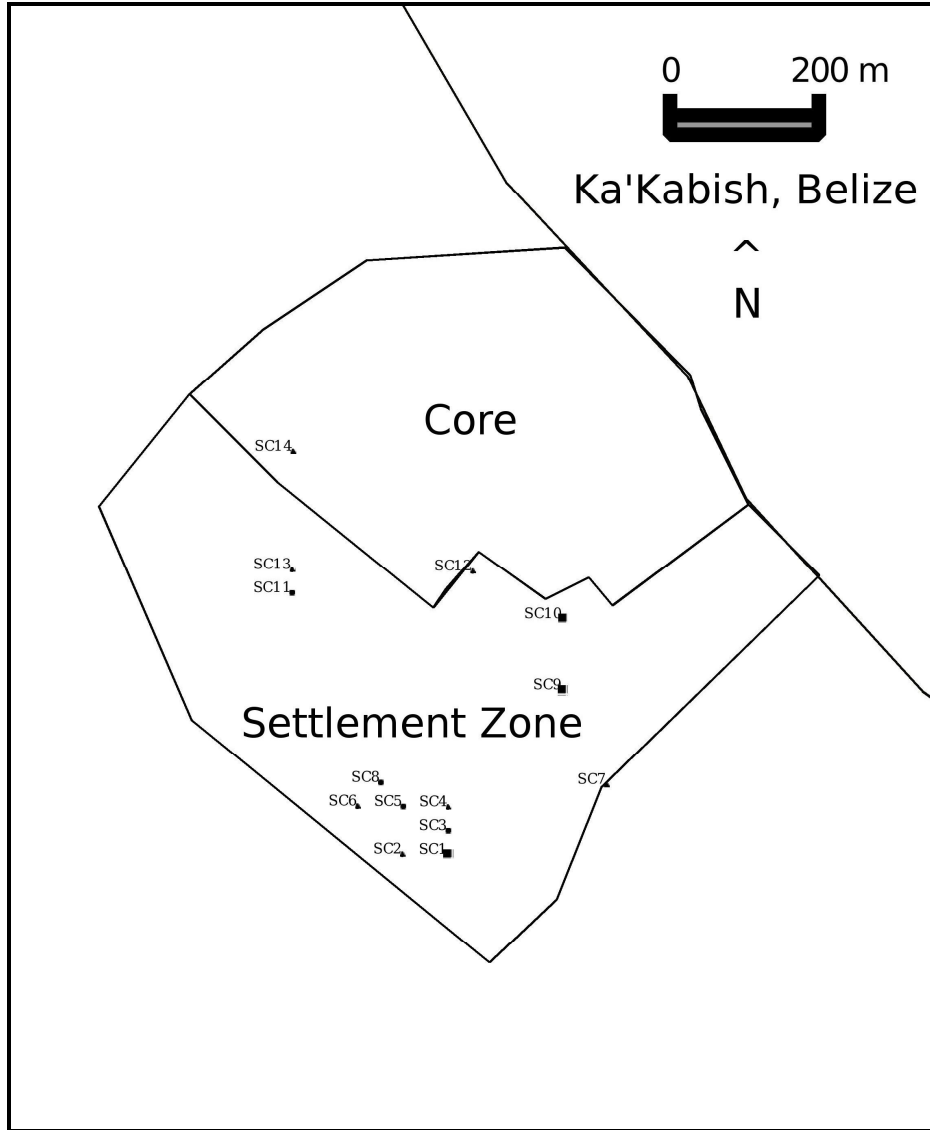 0 200 m
Ka'Kabish, Belize
^
N
Core
SC14
SC13
SC12
SC11
SC10
SC9
Settlement Zone
SC8
SC7
SC6 SC5 SC4
SC3
SC2 SC1